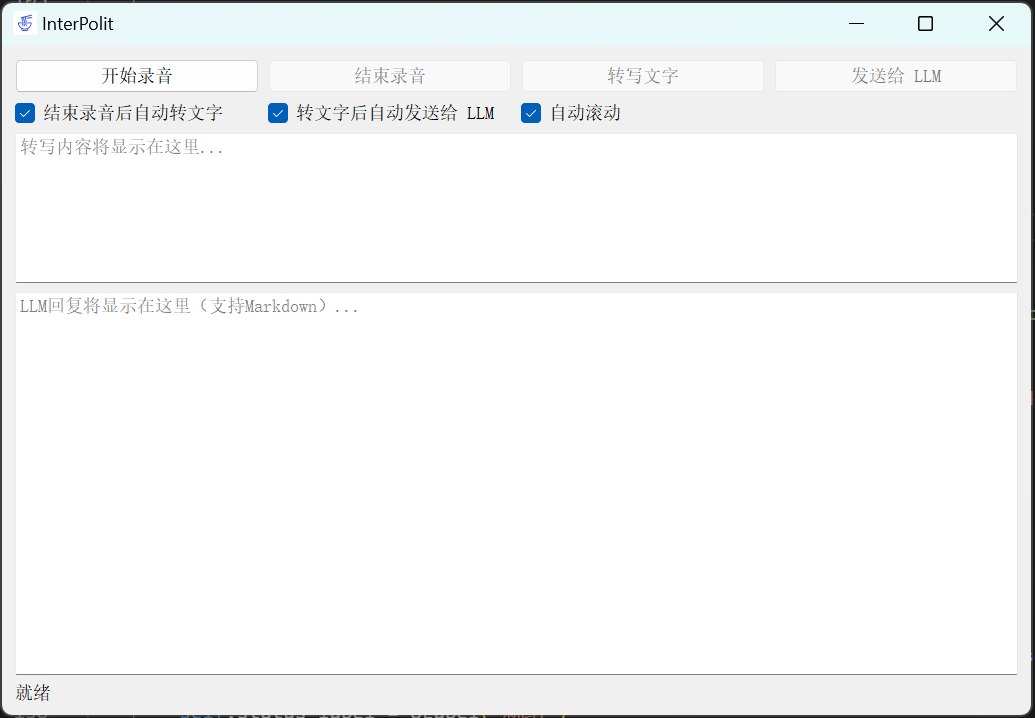 InterPolit
开始录音 结束录音 转写文字 发送给 LLM
结束录音后自动转文字 转文字后自动发送给 LLM 自动滚动
转写内容将显示在这里...
LLM回复将显示在这里（支持Markdown）...
就绪